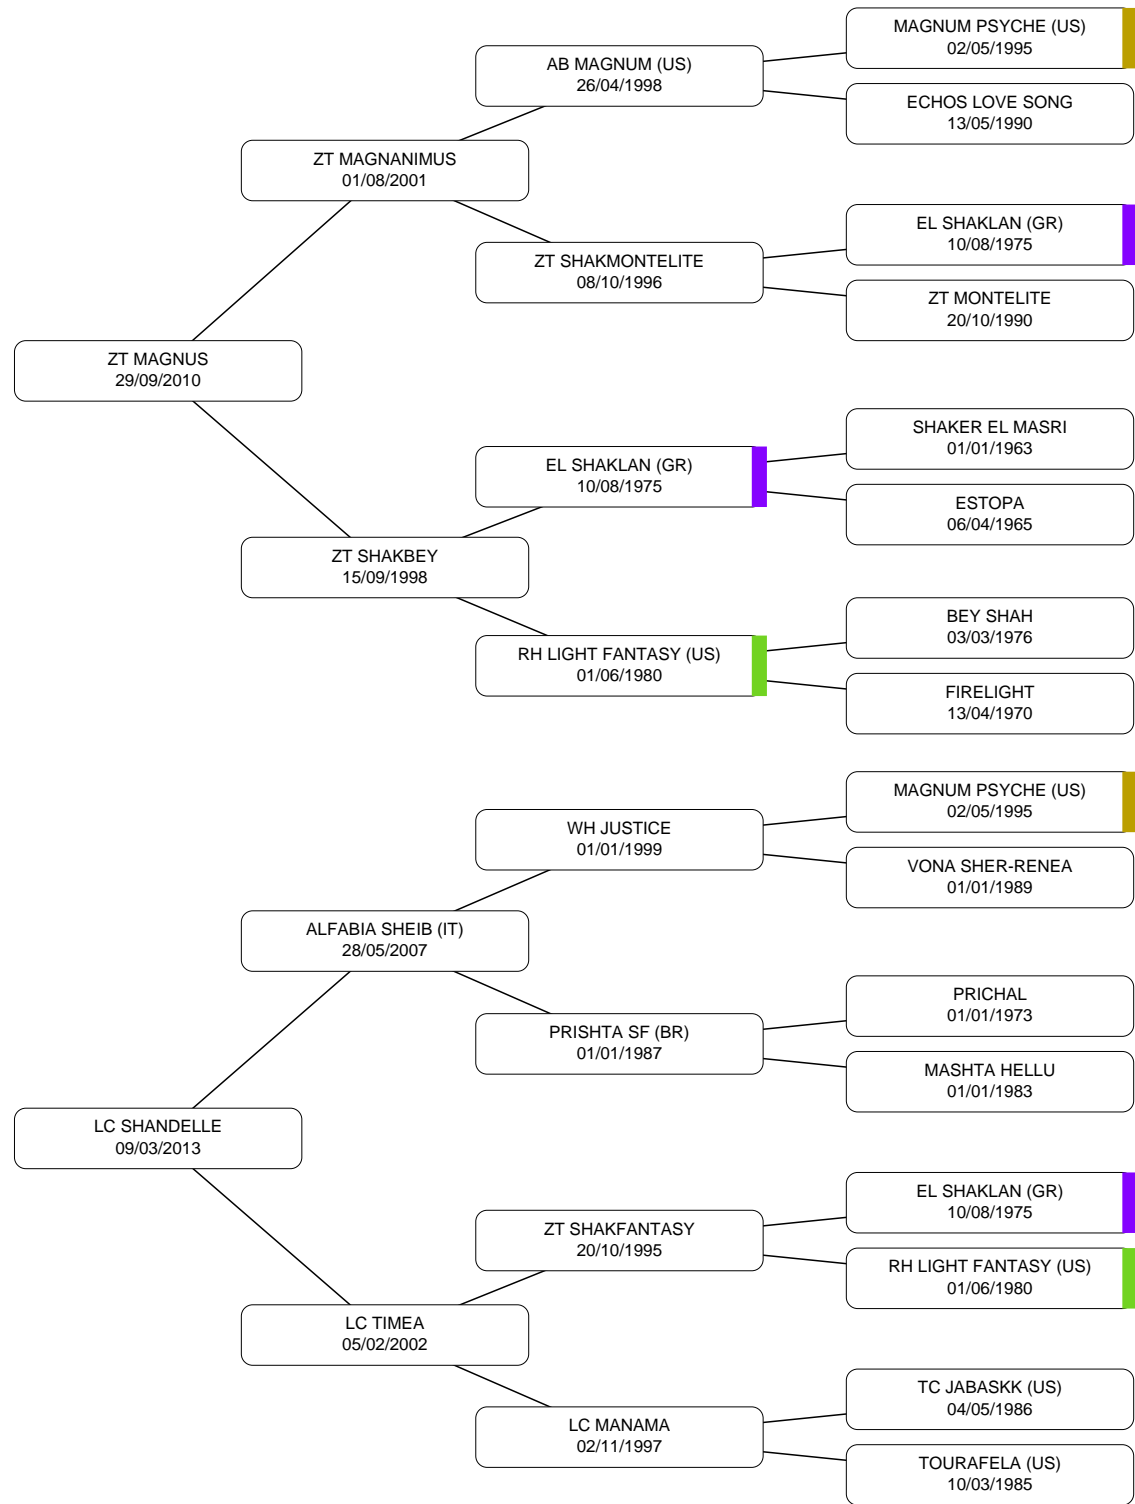 MAGNUM PSYCHE (US)
02/05/1995
AB MAGNUM (US)
26/04/1998
ECHOS LOVE SONG
13/05/1990
ZT MAGNANIMUS
01/08/2001
EL SHAKLAN (GR)
10/08/1975
ZT SHAKMONTELITE
08/10/1996
ZT MONTELITE
20/10/1990
ZT MAGNUS
29/09/2010
SHAKER EL MASRI
01/01/1963
EL SHAKLAN (GR)
10/08/1975
ESTOPA
06/04/1965
ZT SHAKBEY
15/09/1998
BEY SHAH
03/03/1976
RH LIGHT FANTASY (US)
01/06/1980
FIRELIGHT
13/04/1970
MAGNUM PSYCHE (US)
02/05/1995
WH JUSTICE
01/01/1999
VONA SHER-RENEA
01/01/1989
ALFABIA SHEIB (IT)
28/05/2007
PRICHAL
01/01/1973
PRISHTA SF (BR)
01/01/1987
MASHTA HELLU
01/01/1983
LC SHANDELLE
09/03/2013
EL SHAKLAN (GR)
10/08/1975
ZT SHAKFANTASY
20/10/1995
RH LIGHT FANTASY (US)
01/06/1980
LC TIMEA
05/02/2002
TC JABASKK (US)
04/05/1986
LC MANAMA
02/11/1997
TOURAFELA (US)
10/03/1985